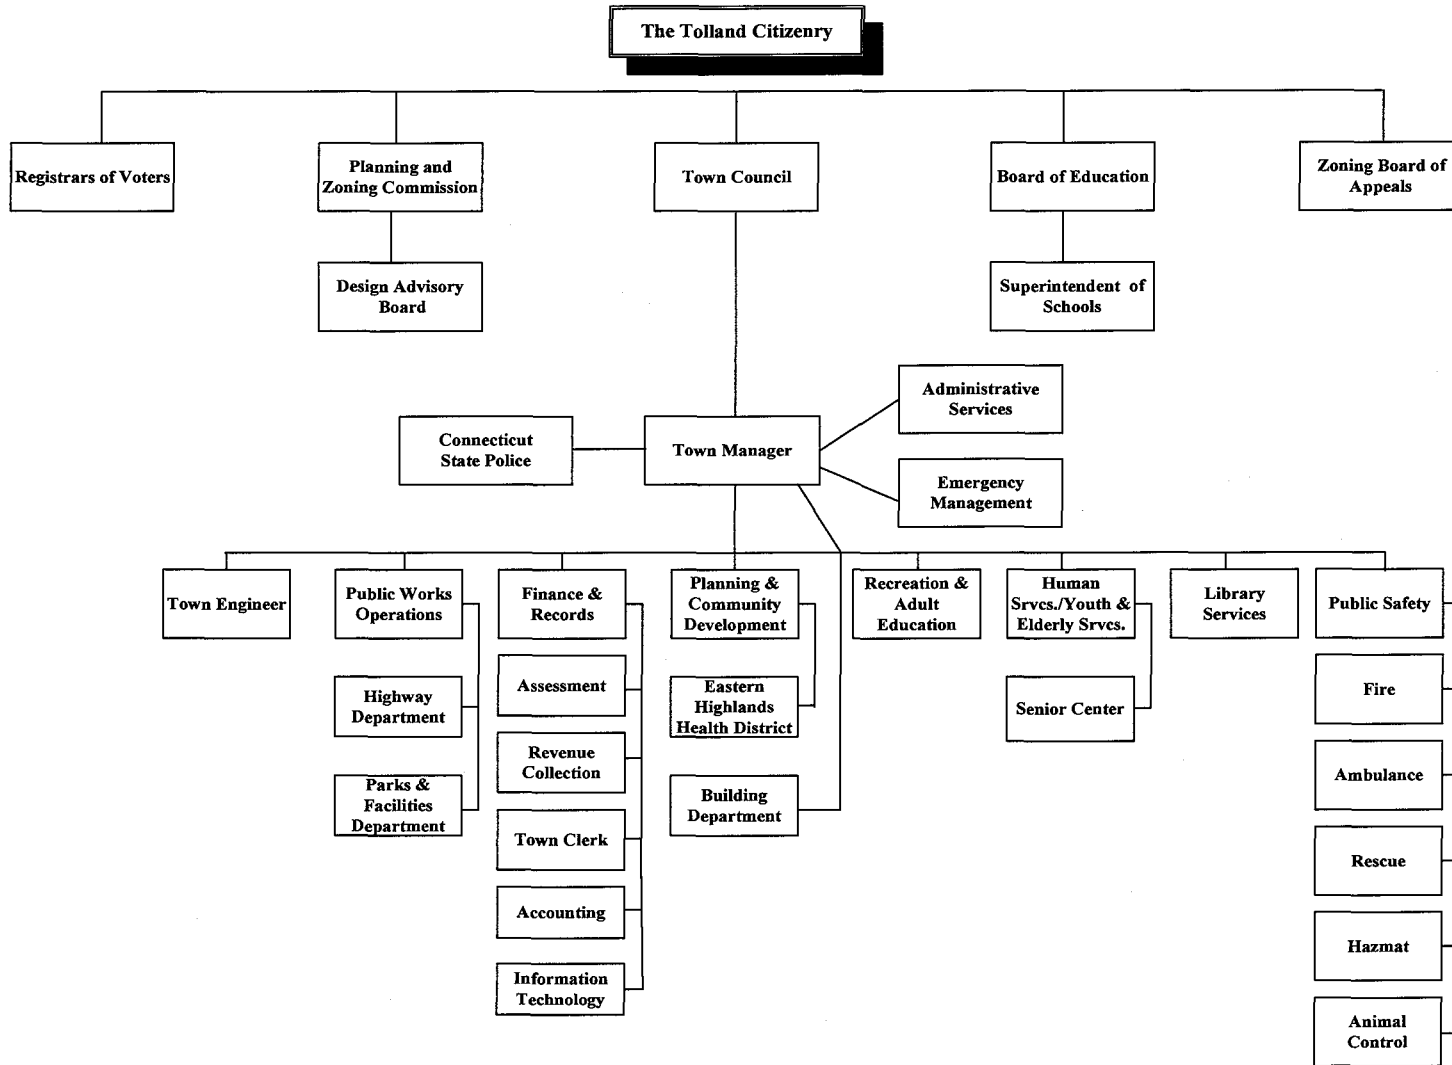 The Tolland Citizenry
Registrars of Voters
Planning and
Zoning Commission
Town Council
Board of Education
Zoning Board of
Appeals
Design Advisory
Board
Superintendent of
Schools
Administrative
Services
Connecticut
State Police
Town Manager
Emergency
Management
Town Engineer
Public Works
Operations
Finance &
Records
Planning &
Community
Development
Recreation &
Adult
Education
Human
Srvcs./Youth &
Elderly Srvcs.
Library
Services
Public Safety
Highway
Department
Parks &
Facilities
Department
Assessment
Revenue
Collection
Town Clerk
Accounting
Information
Technology
Eastern
Highlands
Health District
Building
Department
Senior Center
Fire
Ambulance
Rescue
Hazmat
Animal
Control